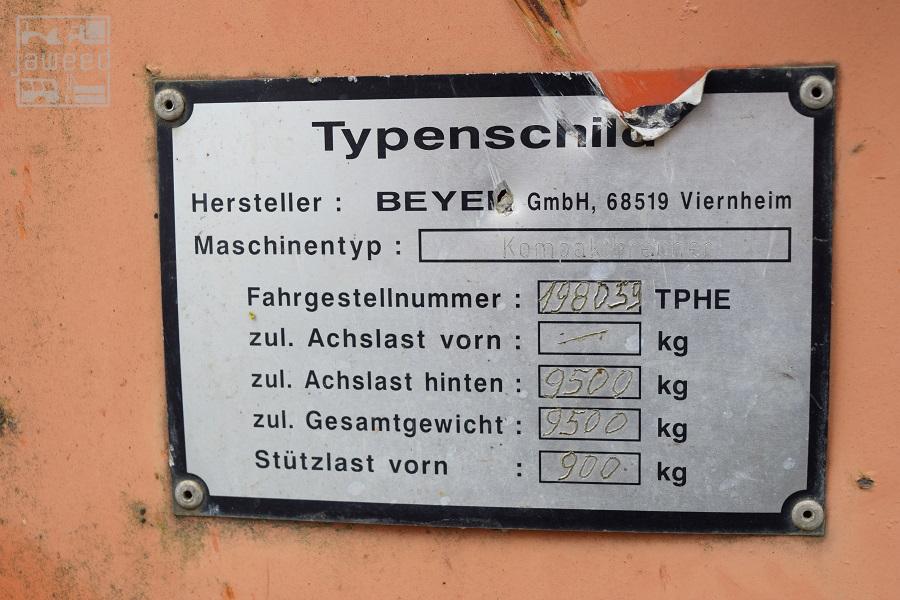 jaweed
Typenschild
Hersteller : BEYER GmbH, 68519 Viernheim
Maschinentyp : Kompaktbrecher
Fahrgestellnummer : 198039 TPHE
zul. Achslast vorn : — kg
zul. Achslast hinten : 9500 kg
zul. Gesamtgewicht : 9500 kg
Stützlast vorn : 900 kg